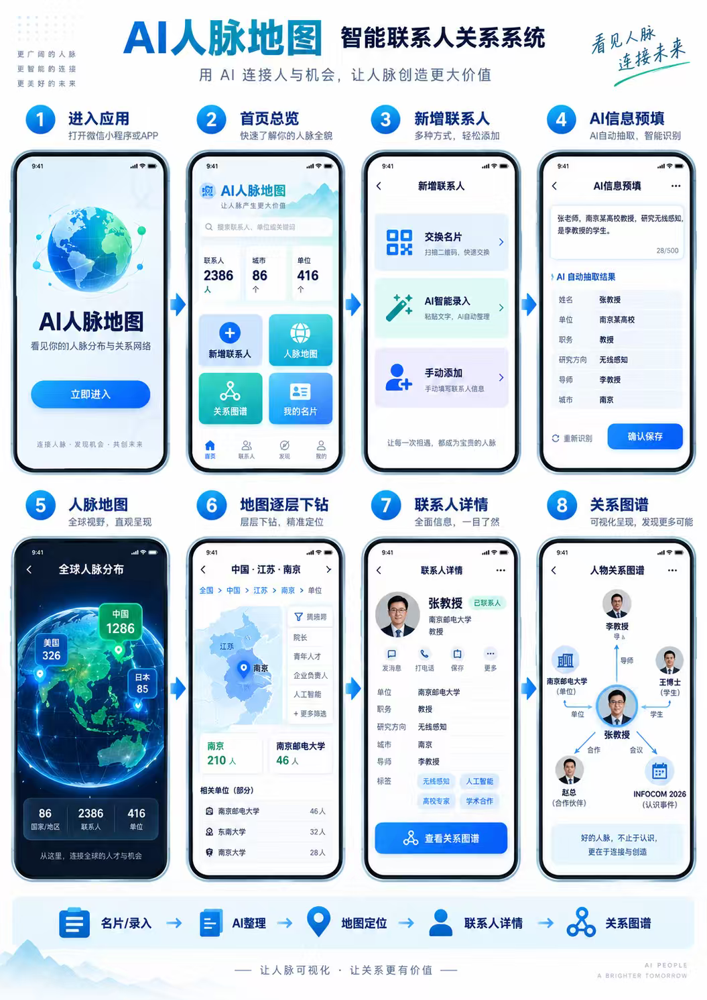 更广阔的人脉
更智能的连接
更美好的未来
AI人脉地图 智能联系人关系系统
用 AI 连接人与机会，让人脉创造更大价值
看见人脉
连接未来
1 进入应用
打开微信小程序或APP
9:41
AI人脉地图
看见你的人脉分布与关系网络
立即进入
连接人脉 · 发现机会 · 共创未来
2 首页总览
快速了解你的人脉全貌
9:41
AI人脉地图
让人脉产生更大价值
搜索联系人、单位或关键词
联系人 城市 单位
2386 86 416
人 个 个
新增联系人 人脉地图
关系图谱 我的名片
首页 联系人 发现 我的
3 新增联系人
多种方式，轻松添加
9:41
新增联系人
交换名片
扫描二维码，快速交换
AI智能录入
粘贴文字，AI自动整理
手动添加
手动填写联系人信息
让每一次相遇，都成为宝贵的人脉
4 AI信息预填
AI自动抽取，智能识别
9:41
AI信息预填
张老师，南京某高校教授，研究无线感知，
是李教授的学生。
28/500
AI 自动抽取结果
姓名 张教授
单位 南京某高校
职务 教授
研究方向 无线感知
导师 李教授
城市 南京
重新识别 确认保存
5 人脉地图
全球视野，直观呈现
9:41
全球人脉分布
中国
1286
美国
326
日本
85
86 2386 416
国家/地区 联系人 单位
从这里，连接全球的人才与机会
6 地图逐层下钻
层层下钻，精准定位
9:41
中国 · 江苏 · 南京
全国 > 中国 > 江苏 > 南京 > 单位
江苏
南京
院长
青年人才
企业负责人
人工智能
+ 更多筛选
南京 南京邮电大学
210 人 46 人
相关单位（部分）
南京邮电大学 46人
东南大学 32人
南京大学 28人
7 联系人详情
全面信息，一目了然
9:41
联系人详情
张教授 已联系人
南京邮电大学
教授
发消息 打电话 保存 更多
单位 南京邮电大学
职务 教授
研究方向 无线感知
城市 南京
导师 李教授
标签 无线感知 人工智能
高校专家 学术合作
查看关系图谱
8 关系图谱
可视化呈现，发现更多可能
9:41
人物关系图谱
李教授
导师
南京邮电大学
（单位）
王博士
（学生）
单位 学生
张教授
合作 会议
赵总
（合作伙伴）
INFOCOM 2026
（认识事件）
好的人脉，不止于认识，
更在于连接与创造
名片/录入 → AI整理 → 地图定位 → 联系人详情 → 关系图谱
— 让人脉可视化 · 让关系更有价值 —
AI PEOPLE
A BRIGHTER TOMORROW